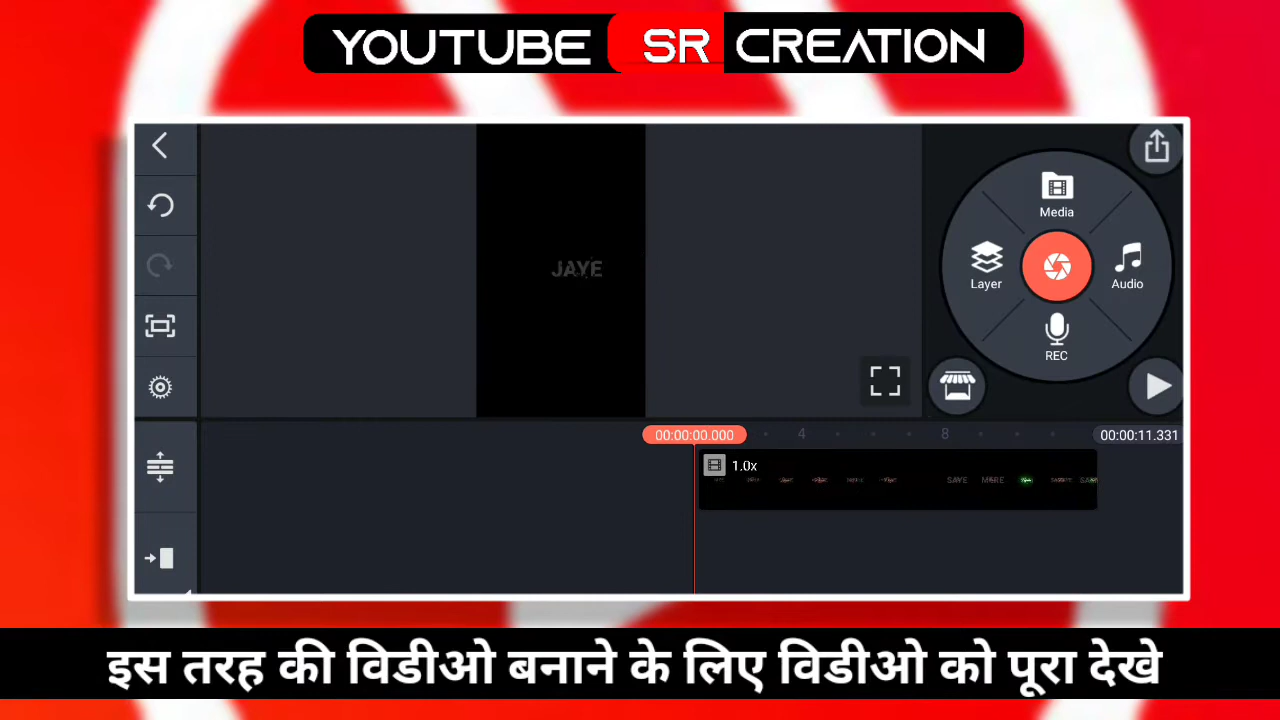 YOUTUBE SR CREATION
Media
JAYE
Layer
Audio
REC
00:00:00.000
4
8
00:00:11.331
1.0x
SAVE
इस तरह की विडीओ बनाने के लिए विडीओ को पूरा देखे